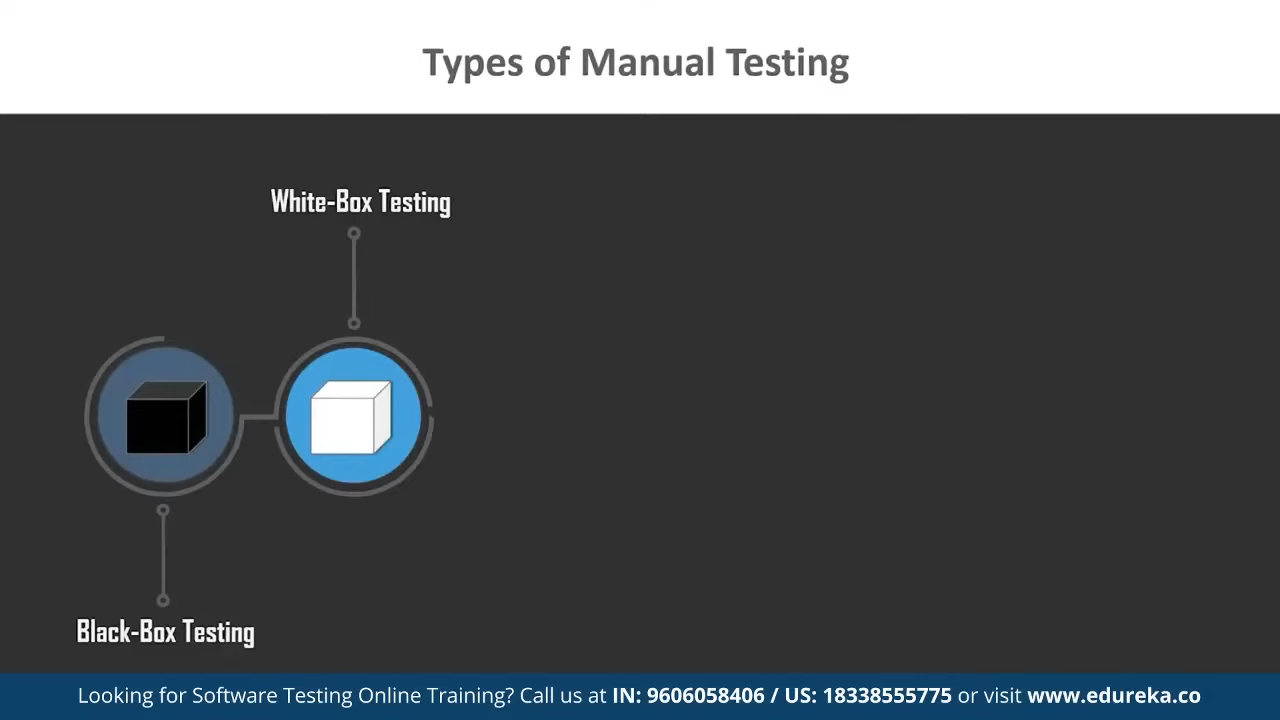 Types of Manual Testing
White-Box Testing
Black-Box Testing
Looking for Software Testing Online Training? Call us at IN: 9606058406 / US: 18338555775 or visit www.edureka.co